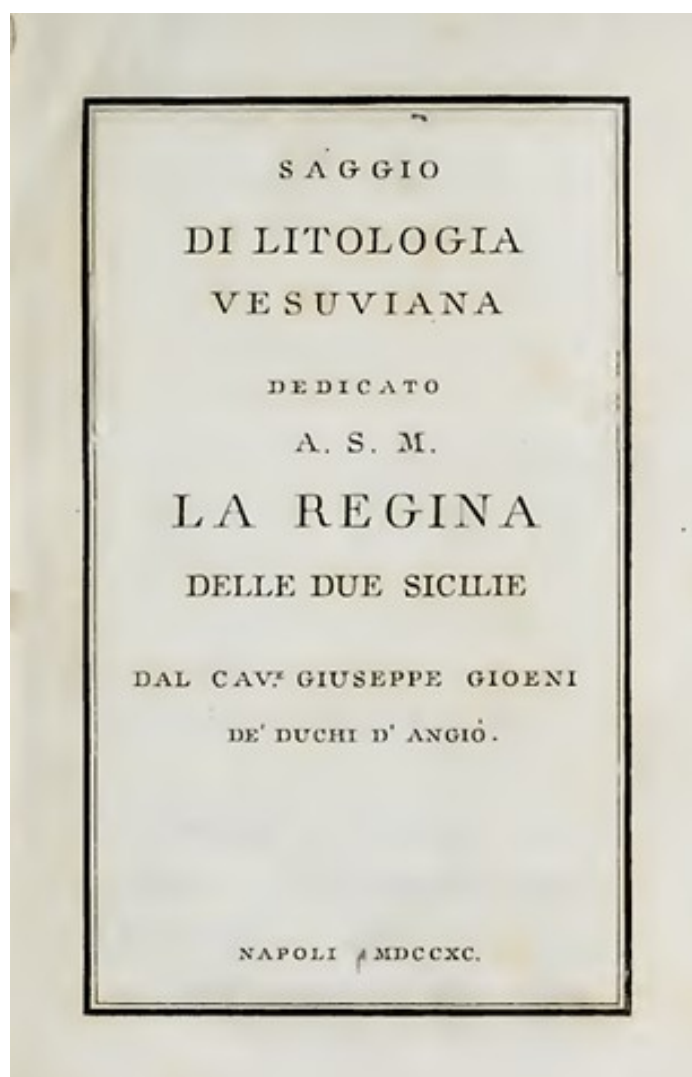 SAGGIO
DI LITOLOGIA
VESUVIANA
DEDICATO
A. S. M.
LA REGINA
DELLE DUE SICILIE
DAL CAV.ͬ GIUSEPPE GIOENI
DE' DUCHI D' ANGIÒ.
NAPOLI MDCCXC.